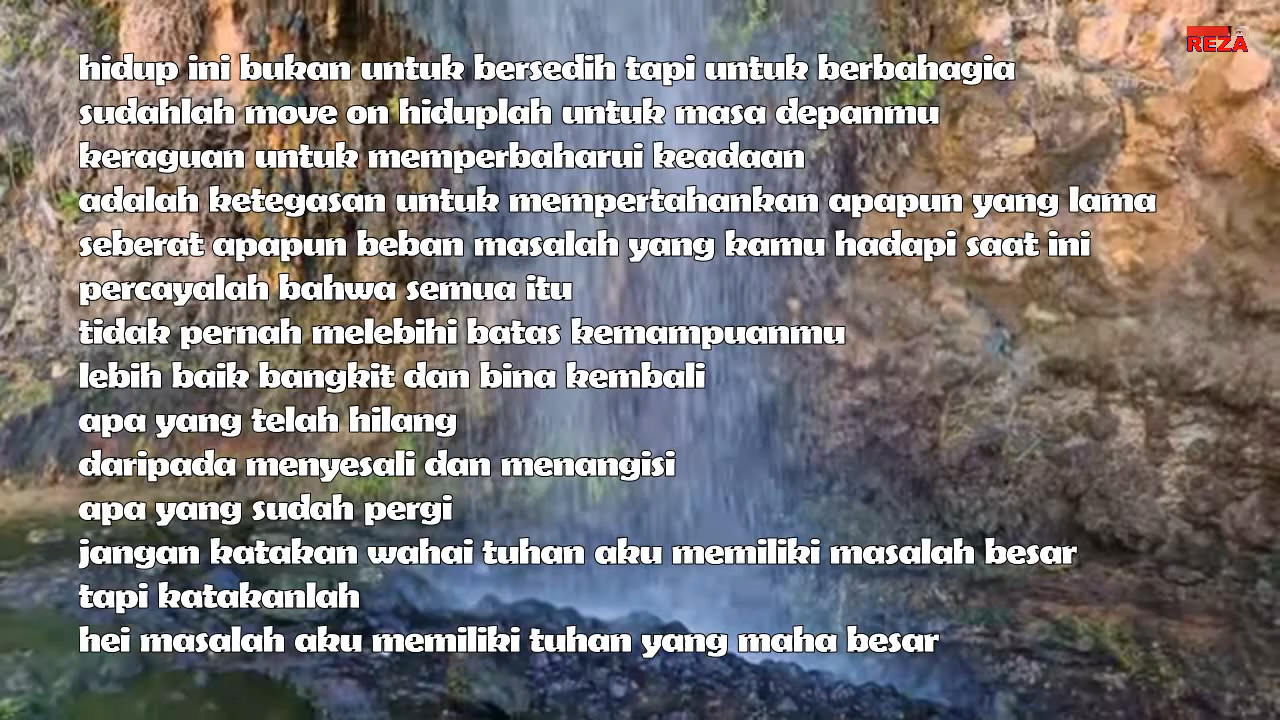 REZA
hidup ini bukan untuk bersedih tapi untuk berbahagia
sudahlah move on hiduplah untuk masa depanmu
keraguan untuk memperbaharui keadaan
adalah ketegasan untuk mempertahankan apapun yang lama
seberat apapun beban masalah yang kamu hadapi saat ini
percayalah bahwa semua itu
tidak pernah melebihi batas kemampuanmu
lebih baik bangkit dan bina kembali
apa yang telah hilang
daripada menyesali dan menangisi
apa yang sudah pergi
jangan katakan wahai tuhan aku memiliki masalah besar
tapi katakanlah
hei masalah aku memiliki tuhan yang maha besar